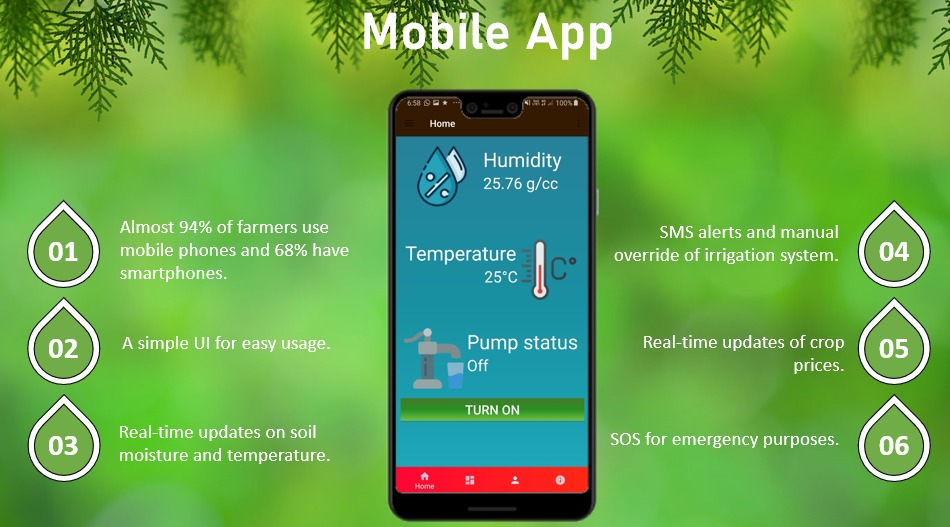 Mobile App
01
Almost 94% of farmers use
mobile phones and 68% have
smartphones.
02
A simple UI for easy usage.
03
Real-time updates on soil
moisture and temperature.
6:58
100%
Home
Humidity
25.76 g/cc
Temperature
25°C
C°
Pump status
Off
TURN ON
Home
SMS alerts and manual
override of irrigation system.
04
Real-time updates of crop
prices.
05
SOS for emergency purposes.
06